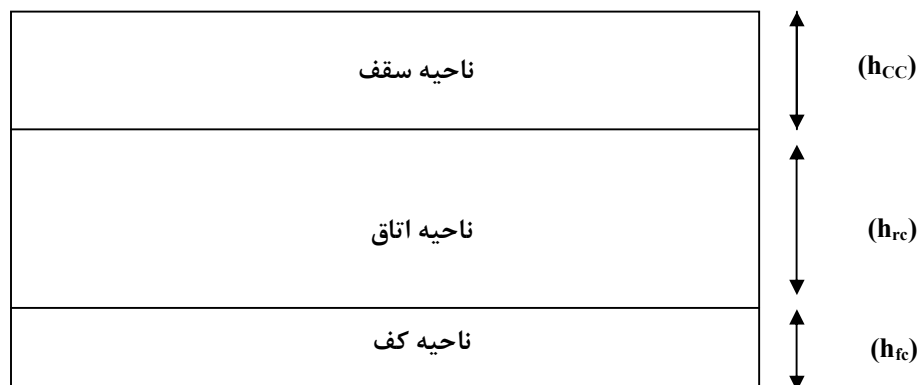 ناحیه سقف
(hCC)
ناحیه اتاق
(hrc)
ناحیه کف
(hfc)